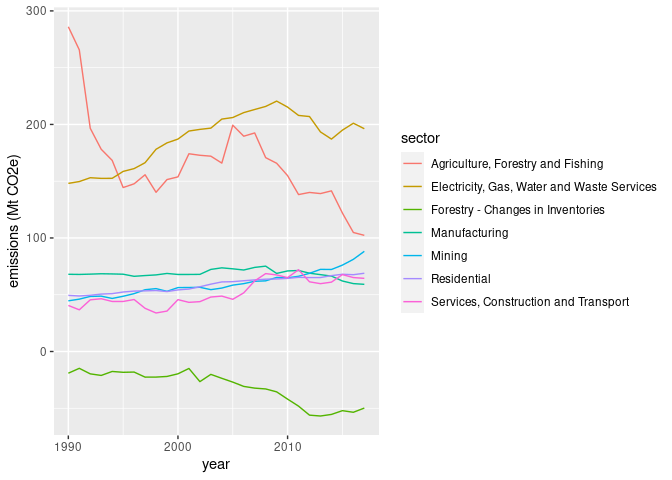 300
200
100
0
emissions (Mt CO2e)
1990
2000
2010
year
sector
Agriculture, Forestry and Fishing
Electricity, Gas, Water and Waste Services
Forestry - Changes in Inventories
Manufacturing
Mining
Residential
Services, Construction and Transport